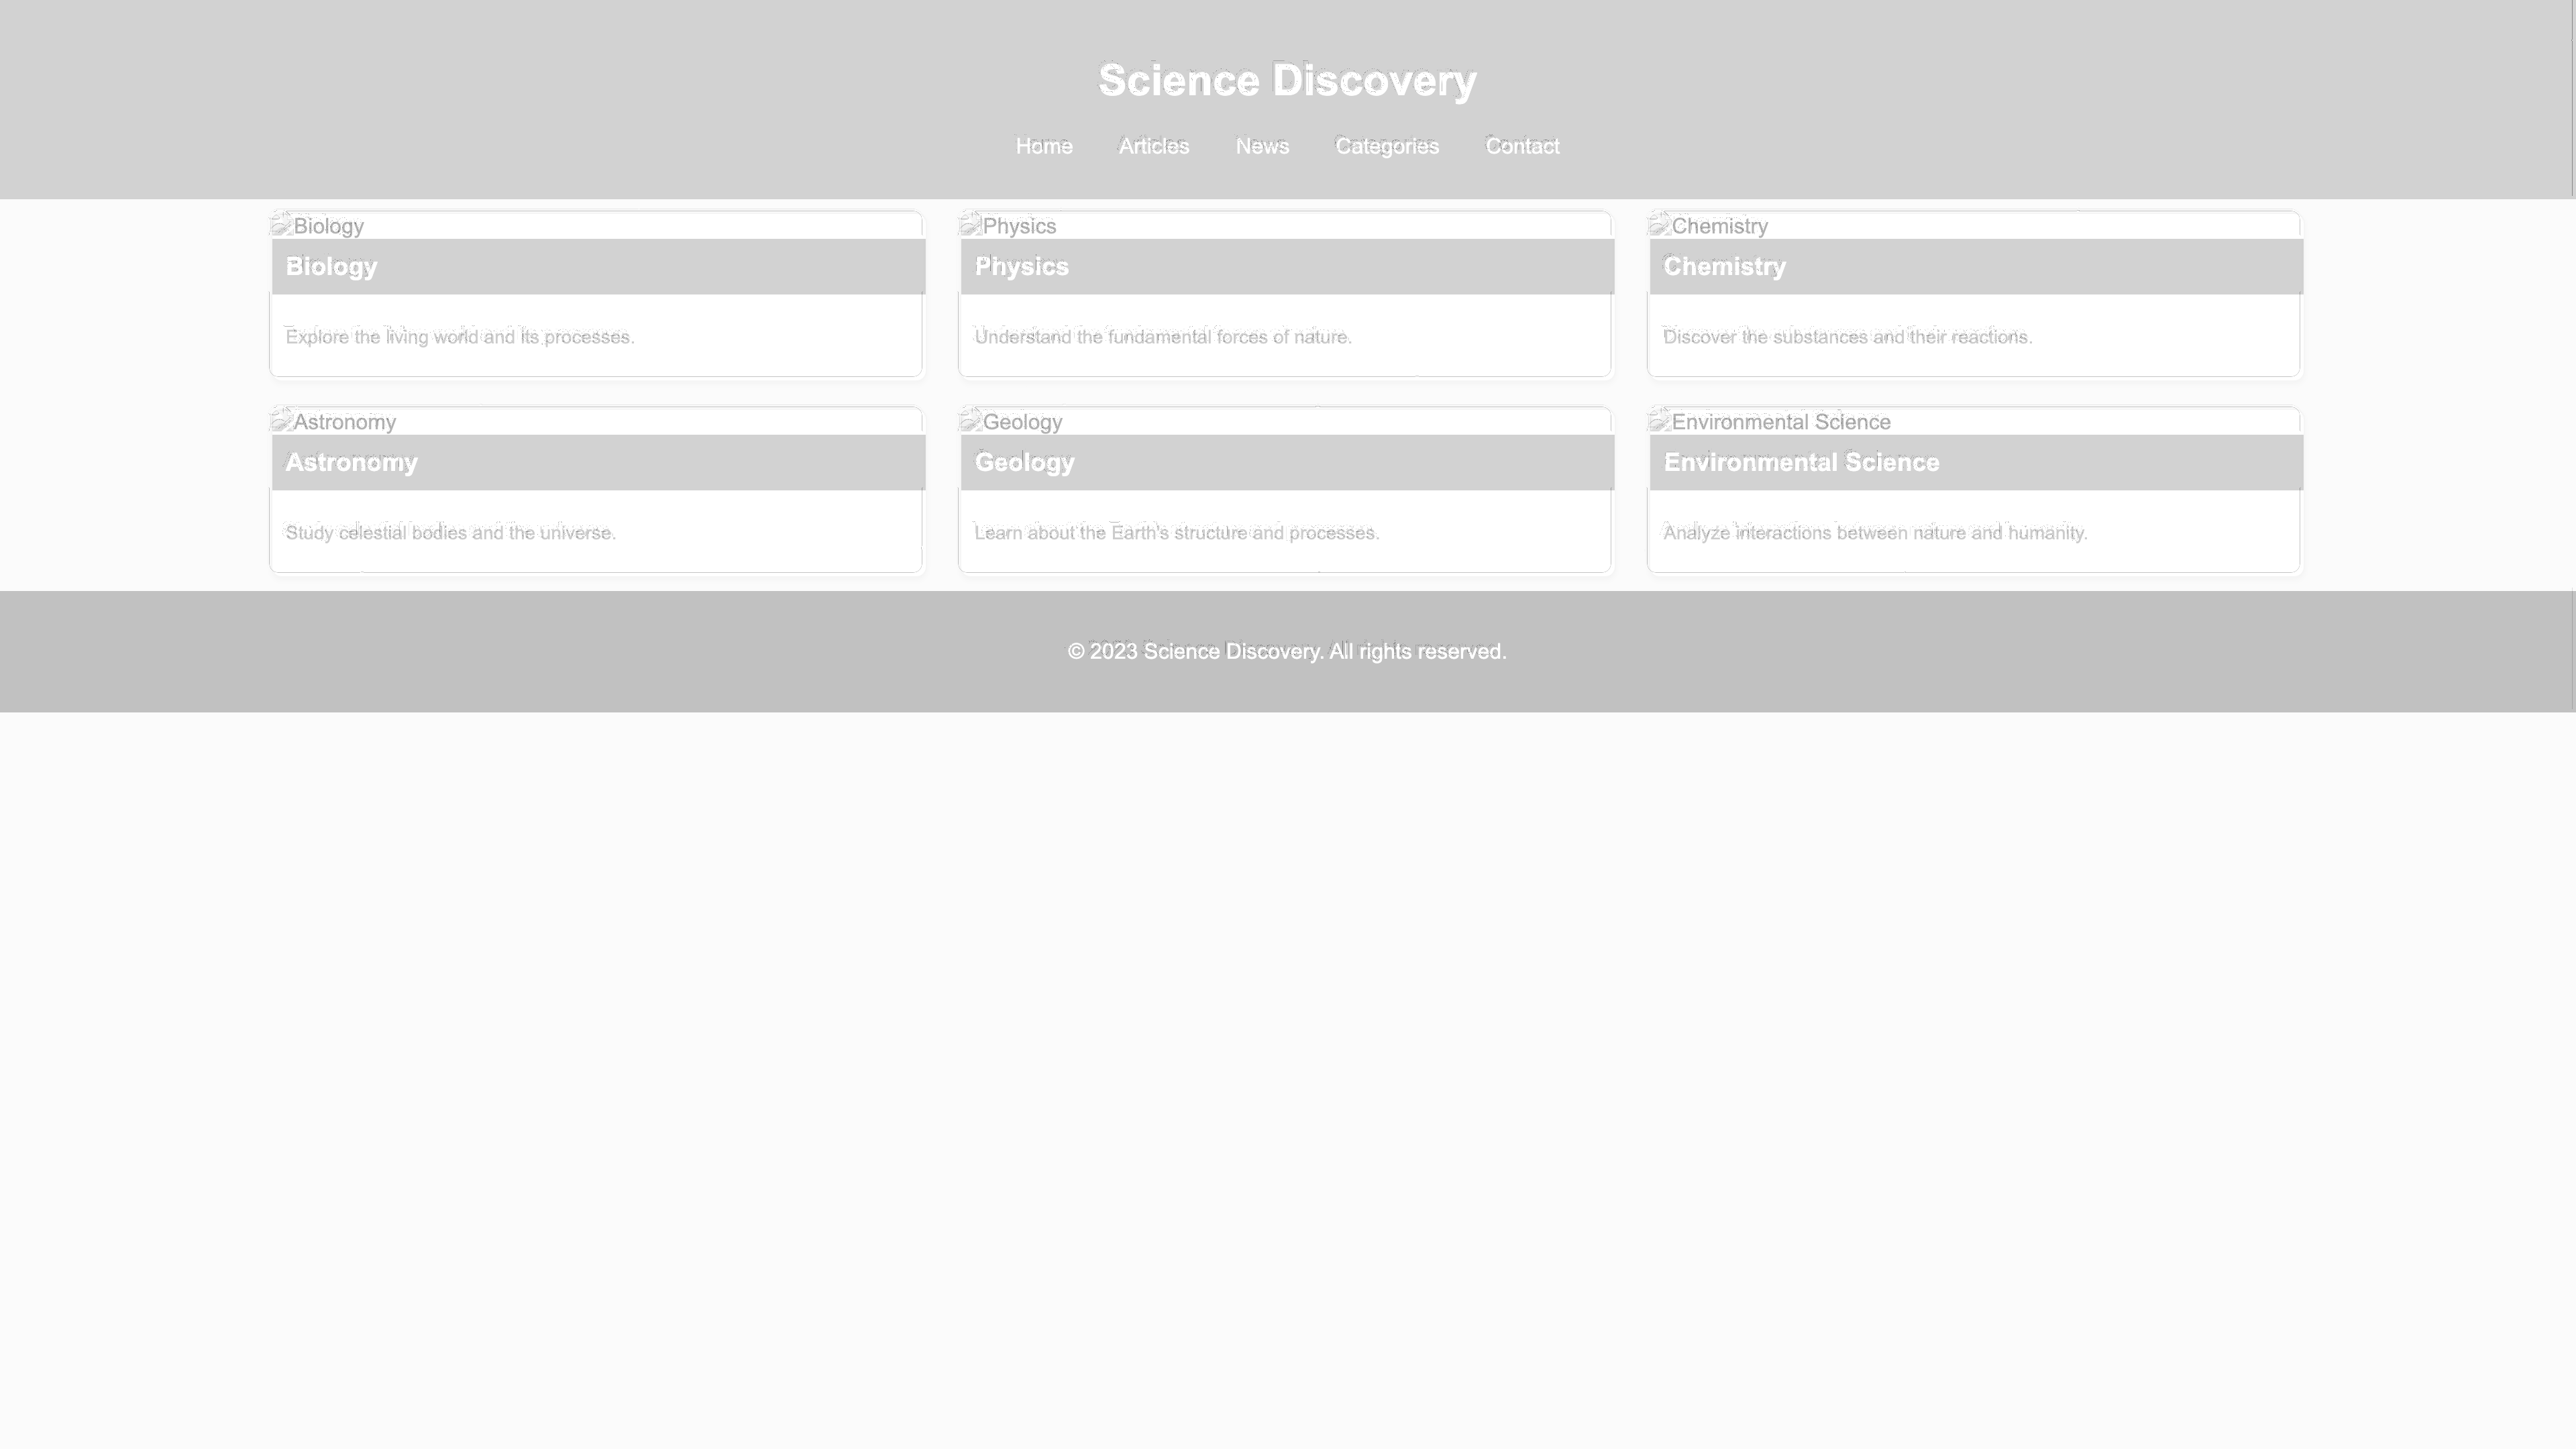 Science Discovery
Home Articles News Categories Contact
Biology Physics Chemistry
Biology Physics Chemistry
Explore the living world and its processes. Understand the fundamental forces of nature. Discover the substances and their reactions.
Astronomy Geology Environmental Science
Astronomy Geology Environmental Science
Study celestial bodies and the universe. Learn about the Earth's structure and processes. Analyze interactions between nature and humanity.
© 2023 Science Discovery. All rights reserved.